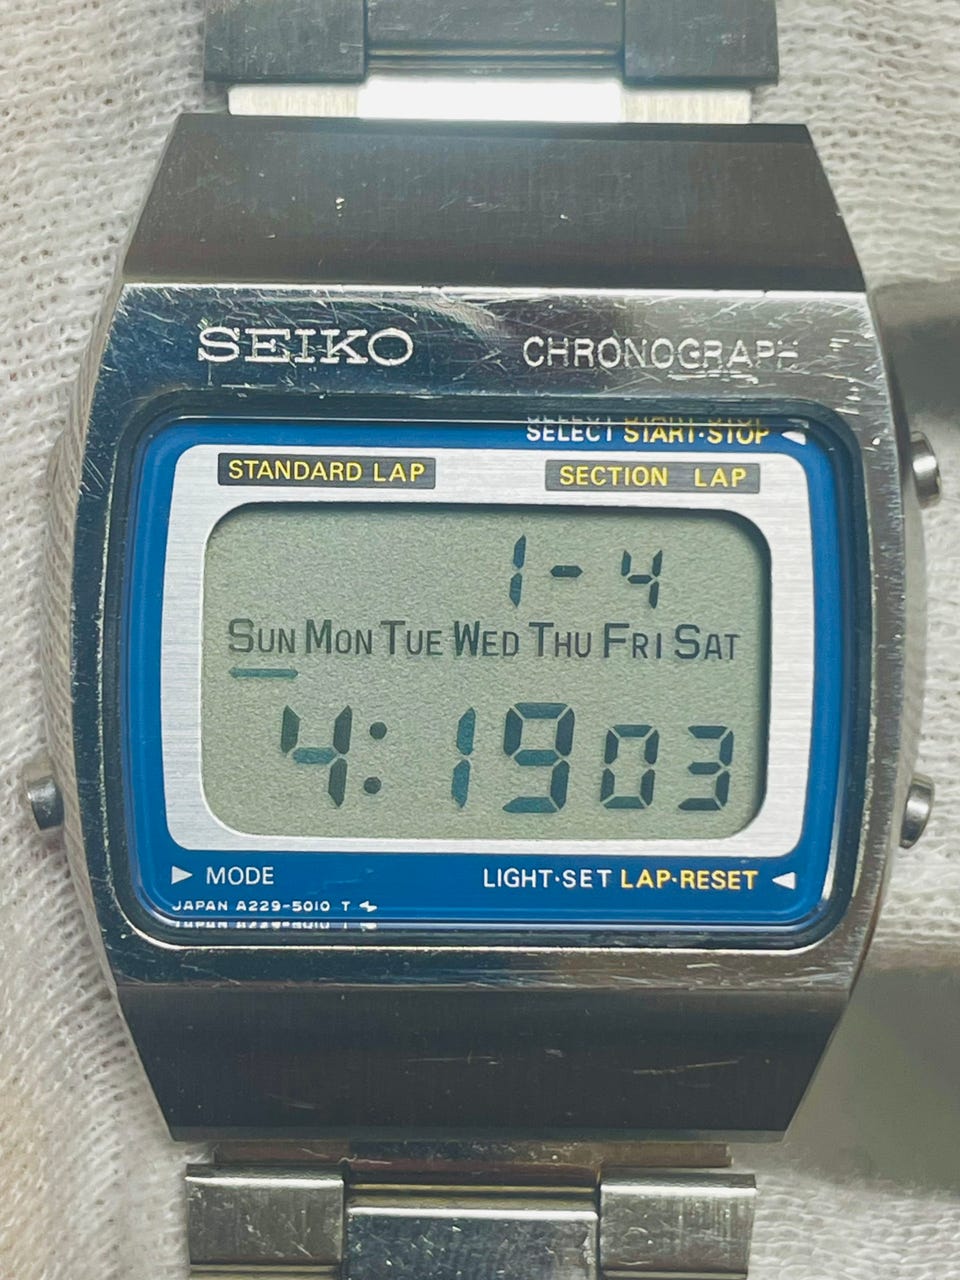 SEIKO CHRONOGRAPH
SELECT START·STOP ◀
STANDARD LAP SECTION LAP
1-4
SUN MON TUE WED THU FRI SAT
4:19 03
▶ MODE LIGHT·SET LAP·RESET ◀
JAPAN A229-5010 T